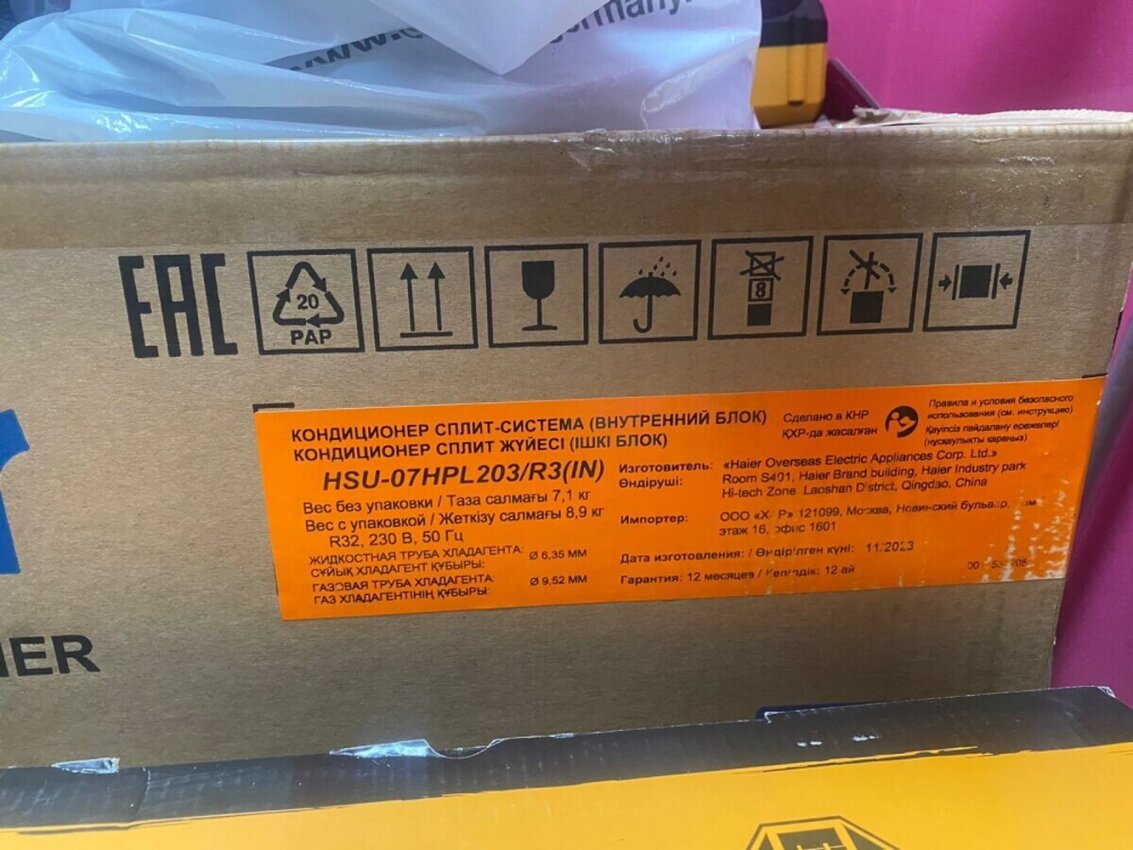 ermany.
www.g
EAC
20
PAP
8
КОНДИЦИОНЕР СПЛИТ-СИСТЕМА (ВНУТРЕННИЙ БЛОК)
КОНДИЦИОНЕР СПЛИТ ЖҮЙЕСІ (ІШКІ БЛОК)
HSU-07HPL203/R3(IN)
Вес без упаковки / Таза салмағы 7,1 кг
Вес с упаковкой / Жеткізу салмағы 8,9 кг
R32, 230 В, 50 Гц
ЖИДКОСТНАЯ ТРУБА ХЛАДАГЕНТА: Ø 6,35 ММ
СҰЙЫҚ ХЛАДАГЕНТ ҚҰБЫРЫ:
ГАЗОВАЯ ТРУБА ХЛАДАГЕНТА: Ø 9,52 ММ
ГАЗ ХЛАДАГЕНТІНІҢ ҚҰБЫРЫ:
Сделано в КНР
ҚХР-да жасалған
Правила и условия безопасного
использования (см. инструкцию)
Қауіпсіз пайдалану ережелері
(нұсқаулықты қараңыз)
Изготовитель: «Haier Overseas Electric Appliances Corp. Ltd.»
Өндіруші: Room S401, Haier Brand building, Haier Industry park
Hi-tech Zone, Laoshan District, Qingdao, China
Импортер: ООО «ХАР» 121099, Москва, Новинский бульвар,
этаж 16, офис 1601
Дата изготовления: / Өндірілген күні: 11.2023
Гарантия: 12 месяцев / Кепілдік: 12 ай
IER